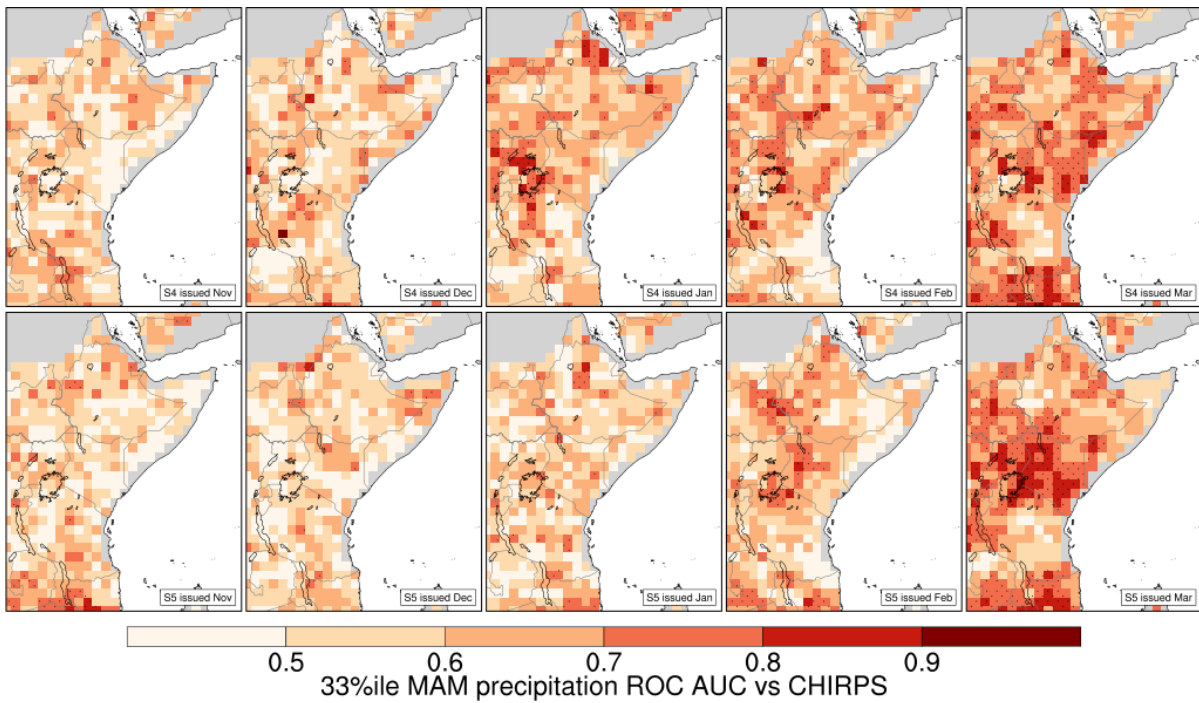 S4 issued Nov
S4 issued Dec
S4 issued Jan
S4 issued Feb
S4 issued Mar
S5 issued Nov
S5 issued Dec
S5 issued Jan
S5 issued Feb
S5 issued Mar
0.5 0.6 0.7 0.8 0.9
33%ile MAM precipitation ROC AUC vs CHIRPS